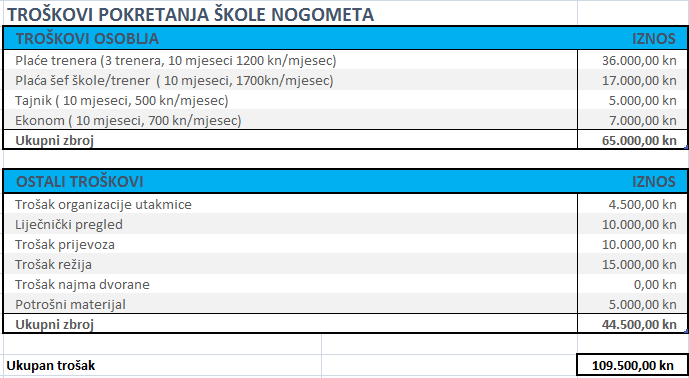 TROŠKOVI POKRETANJA ŠKOLE NOGOMETA
TROŠKOVI OSOBLJA IZNOS
Plaće trenera (3 trenera, 10 mjeseci 1200 kn/mjesec) 36.000,00 kn
Plaća šef škole/trener ( 10 mjeseci, 1700kn/mjesec) 17.000,00 kn
Tajnik ( 10 mjeseci, 500 kn/mjesec) 5.000,00 kn
Ekonom ( 10 mjeseci, 700 kn/mjesec) 7.000,00 kn
Ukupni zbroj 65.000,00 kn
OSTALI TROŠKOVI IZNOS
Trošak organizacije utakmice 4.500,00 kn
Liječnički pregled 10.000,00 kn
Trošak prijevoza 10.000,00 kn
Trošak režija 15.000,00 kn
Trošak najma dvorane 0,00 kn
Potrošni materijal 5.000,00 kn
Ukupni zbroj 44.500,00 kn
Ukupan trošak 109.500,00 kn